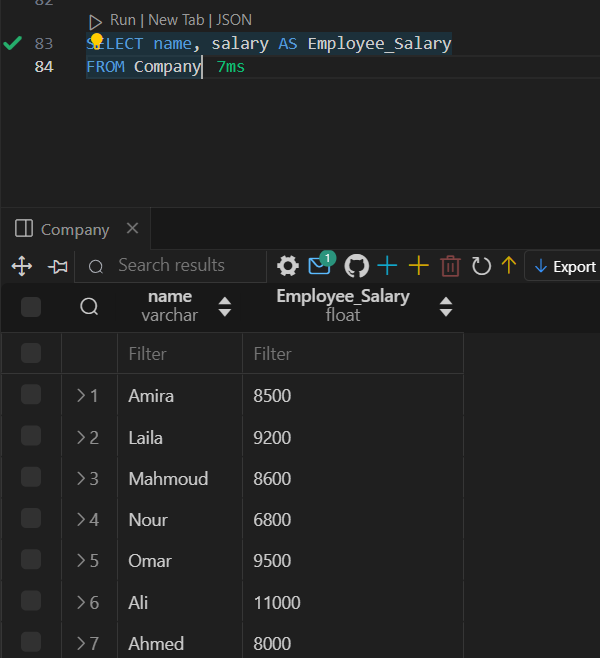 82
Run | New Tab | JSON
83 SELECT name, salary AS Employee_Salary
84 FROM Company 7ms
Company
Search results 1 Export
name Employee_Salary
varchar float
Filter Filter
1 Amira 8500
2 Laila 9200
3 Mahmoud 8600
4 Nour 6800
5 Omar 9500
6 Ali 11000
7 Ahmed 8000